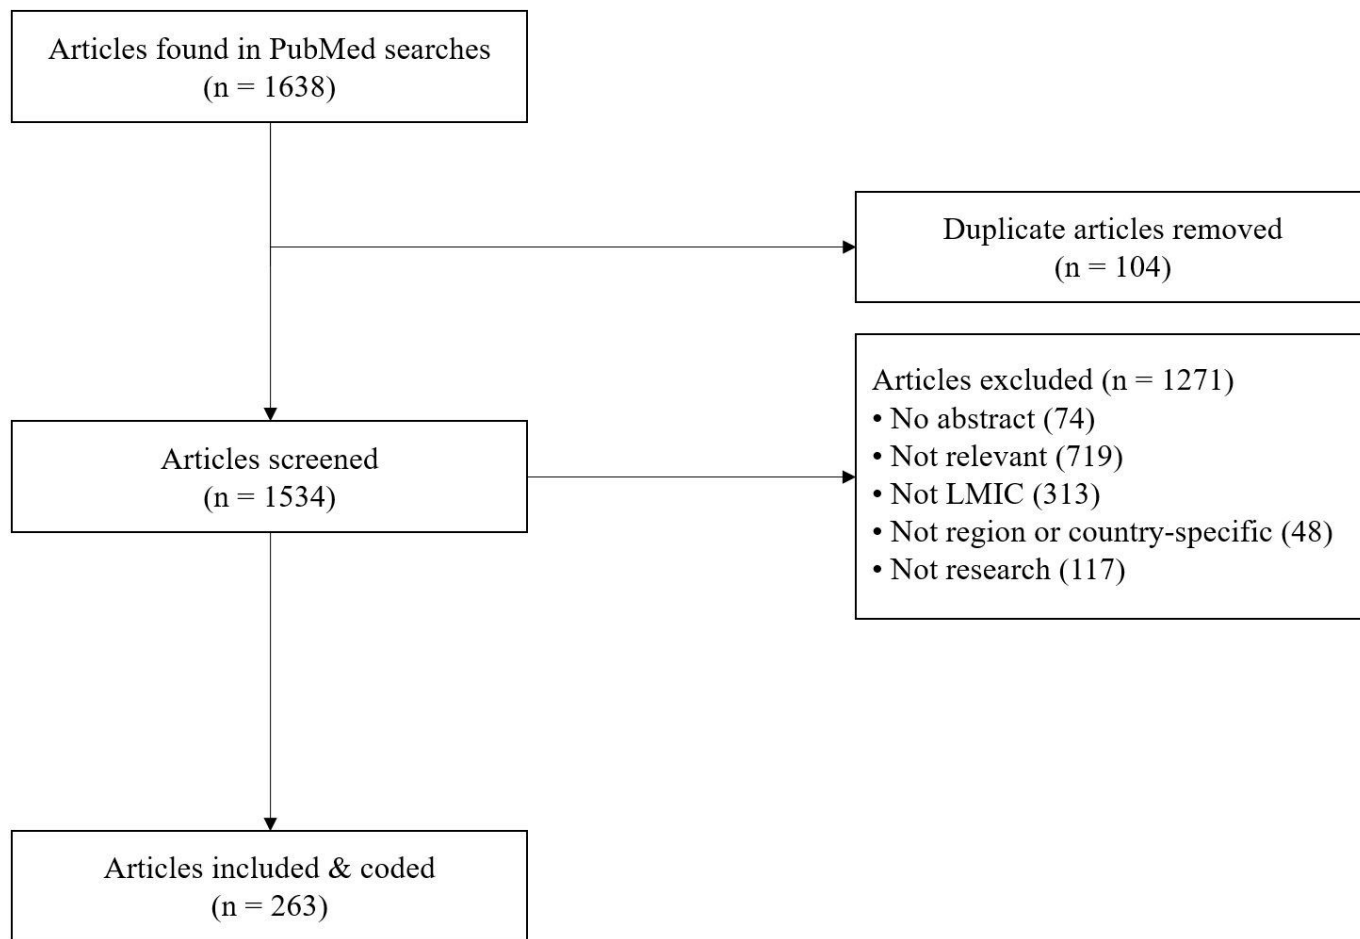 Articles found in PubMed searches
(n = 1638)
Duplicate articles removed
(n = 104)
Articles excluded (n = 1271)
• No abstract (74)
• Not relevant (719)
• Not LMIC (313)
• Not region or country-specific (48)
• Not research (117)
Articles screened
(n = 1534)
Articles included & coded
(n = 263)